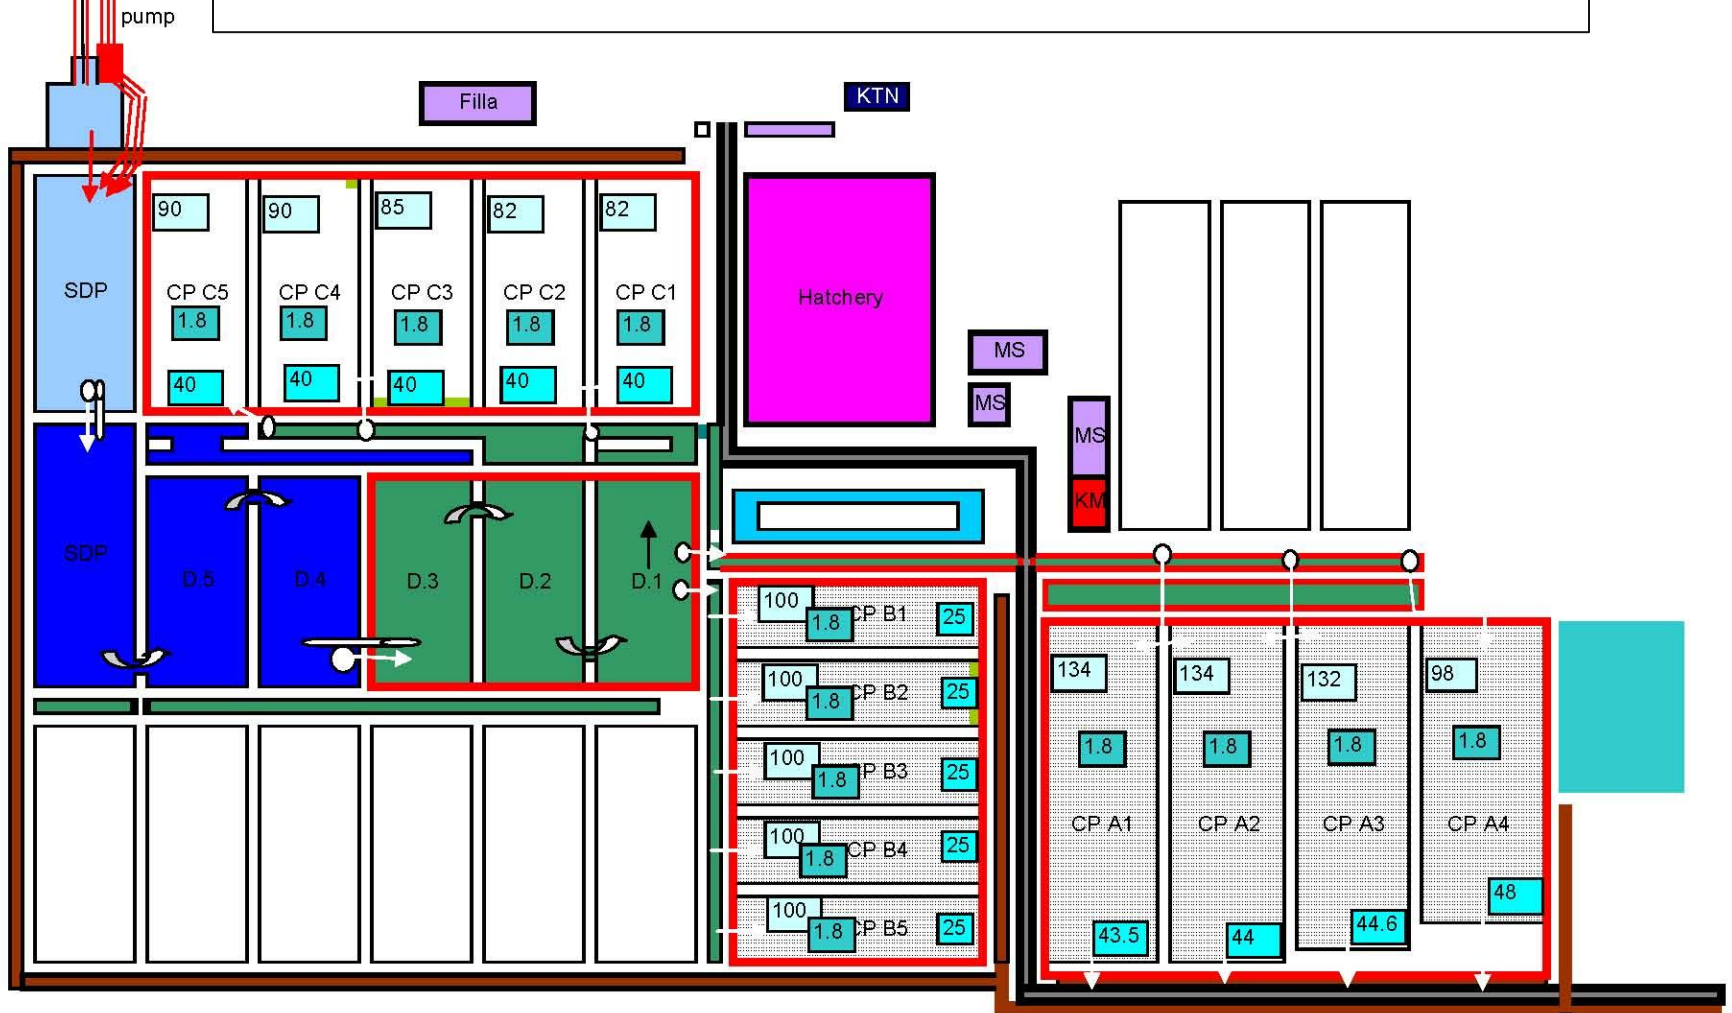 pump
Filla
KTN
90
90
85
82
82
SDP
CP C5
CP C4
CP C3
CP C2
CP C1
Hatchery
1.8
1.8
1.8
1.8
1.8
40
40
40
40
40
MS
MS
MS
KM
SDP
D.5
D.4
D.3
D.2
D.1
100
1.8
CP B1
25
100
1.8
CP B2
25
100
1.8
CP B3
25
100
1.8
CP B4
25
100
1.8
CP B5
25
134
134
132
98
1.8
1.8
1.8
1.8
CP A1
CP A2
CP A3
CP A4
43.5
44
44.6
48